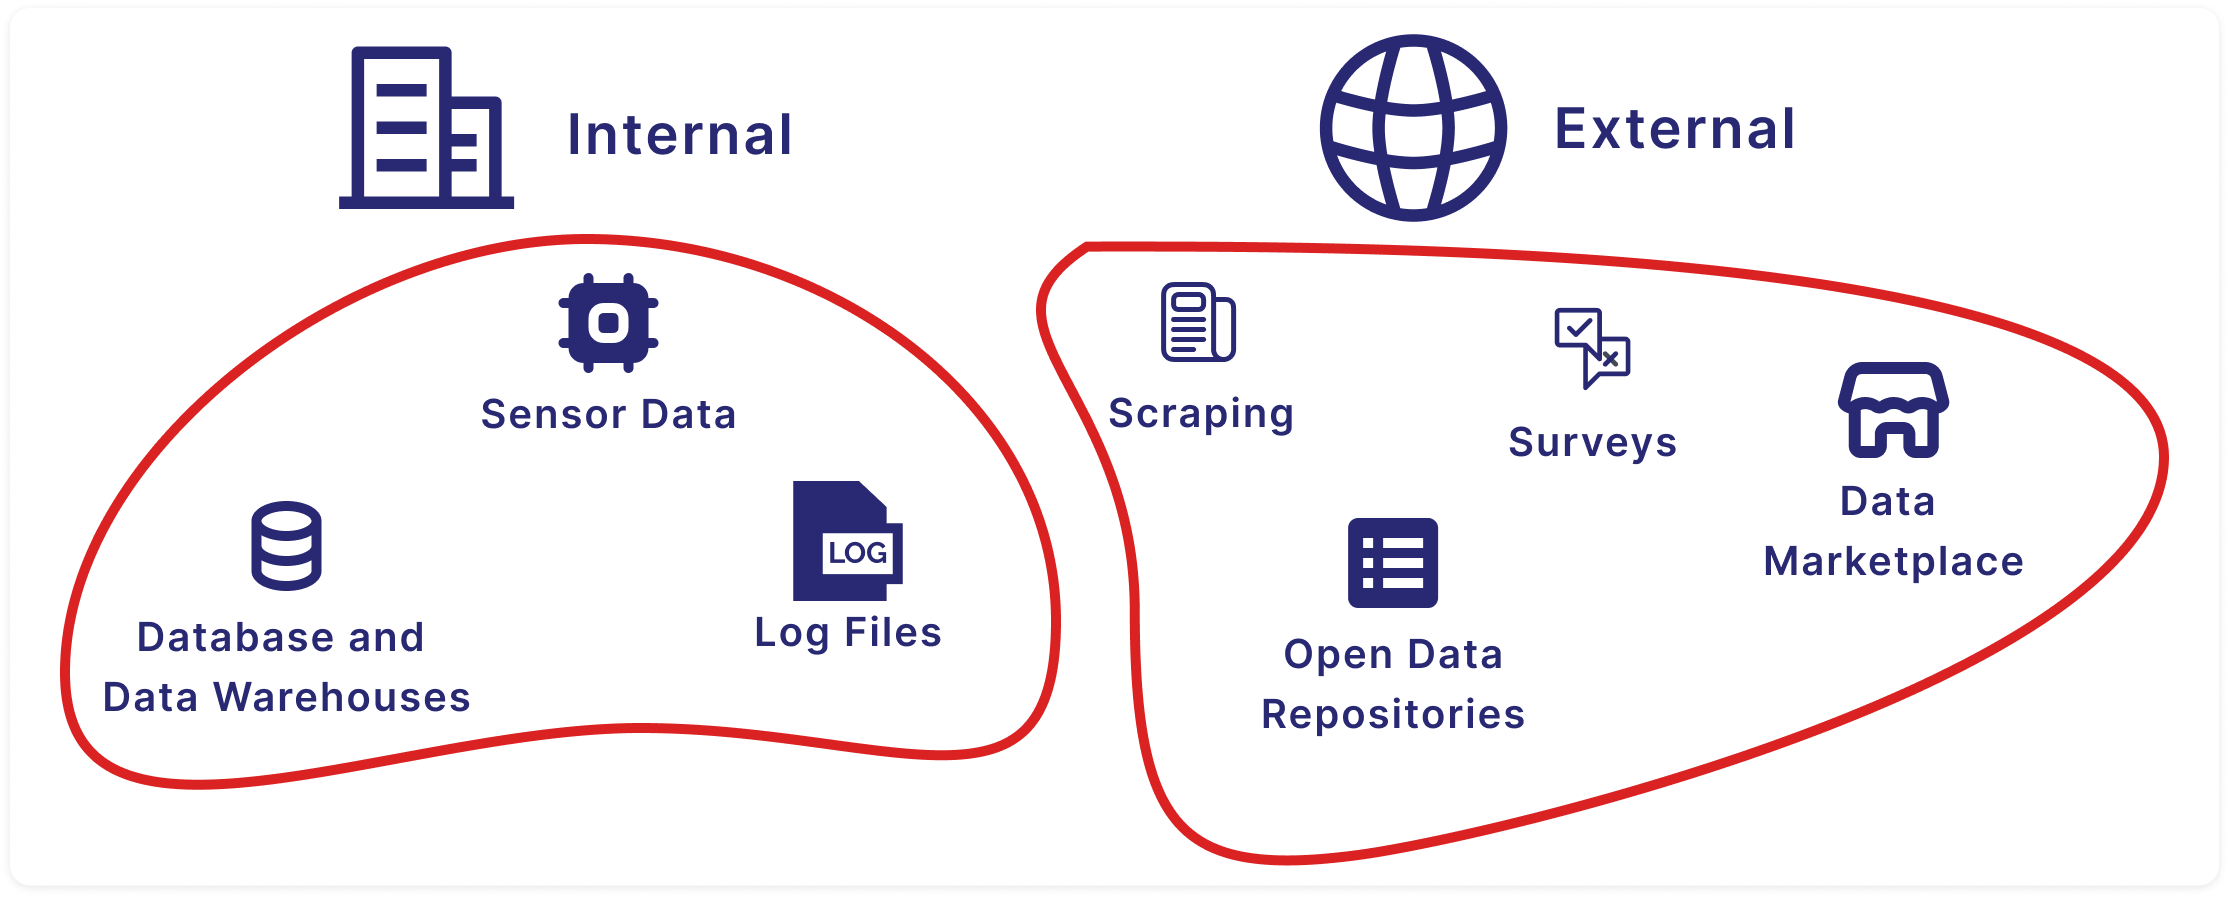 Internal
External
Sensor Data
Database and
Data Warehouses
LOG
Log Files
Scraping
Surveys
Data
Marketplace
Open Data
Repositories